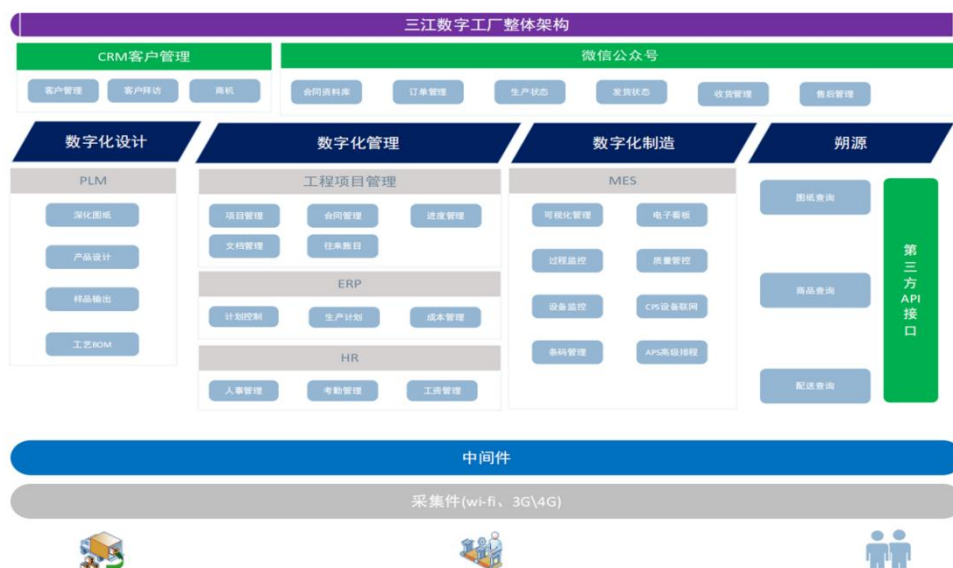 三江数字工厂整体架构
CRM客户管理
微信公众号
客户管理
客户拜访
商机
合同资料库
订单管理
生产状态
发货状态
收货管理
售后管理
数字化设计
数字化管理
数字化制造
朔源
PLM
深化图纸
产品设计
样品输出
工艺BOM
工程项目管理
项目管理
合同管理
进度管理
文档管理
往来账目
ERP
计划控制
生产计划
成本管理
HR
人事管理
考勤管理
工资管理
MES
可视化管理
电子看板
过程监控
质量管控
设备监控
CPS设备联网
条码管理
APS高级排程
图纸查询
商品查询
配送查询
第三方API接口
中间件
采集件(wi-fi、3G\4G)